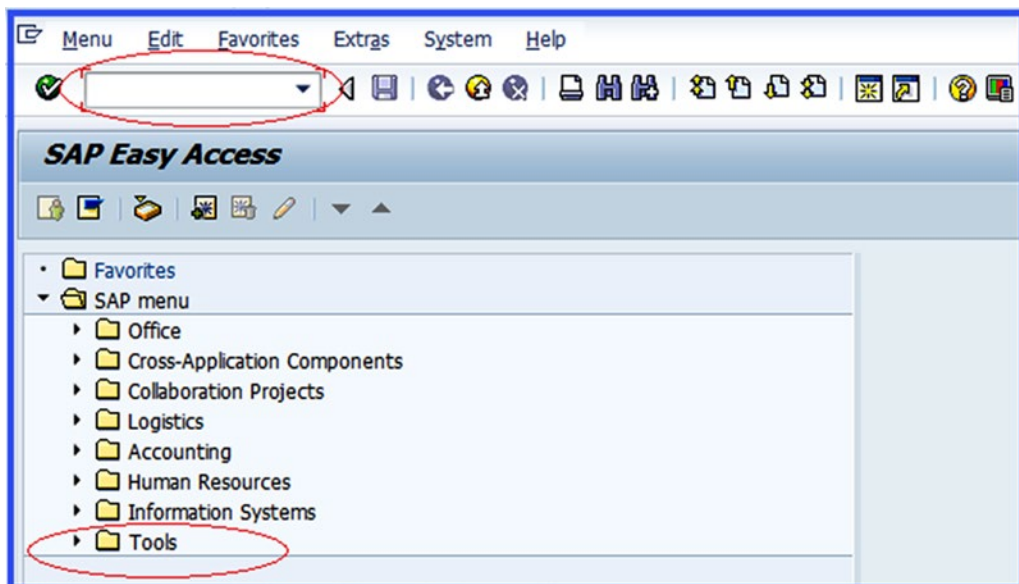 Menu Edit Favorites Extras System Help
SAP Easy Access
Favorites
SAP menu
Office
Cross-Application Components
Collaboration Projects
Logistics
Accounting
Human Resources
Information Systems
Tools